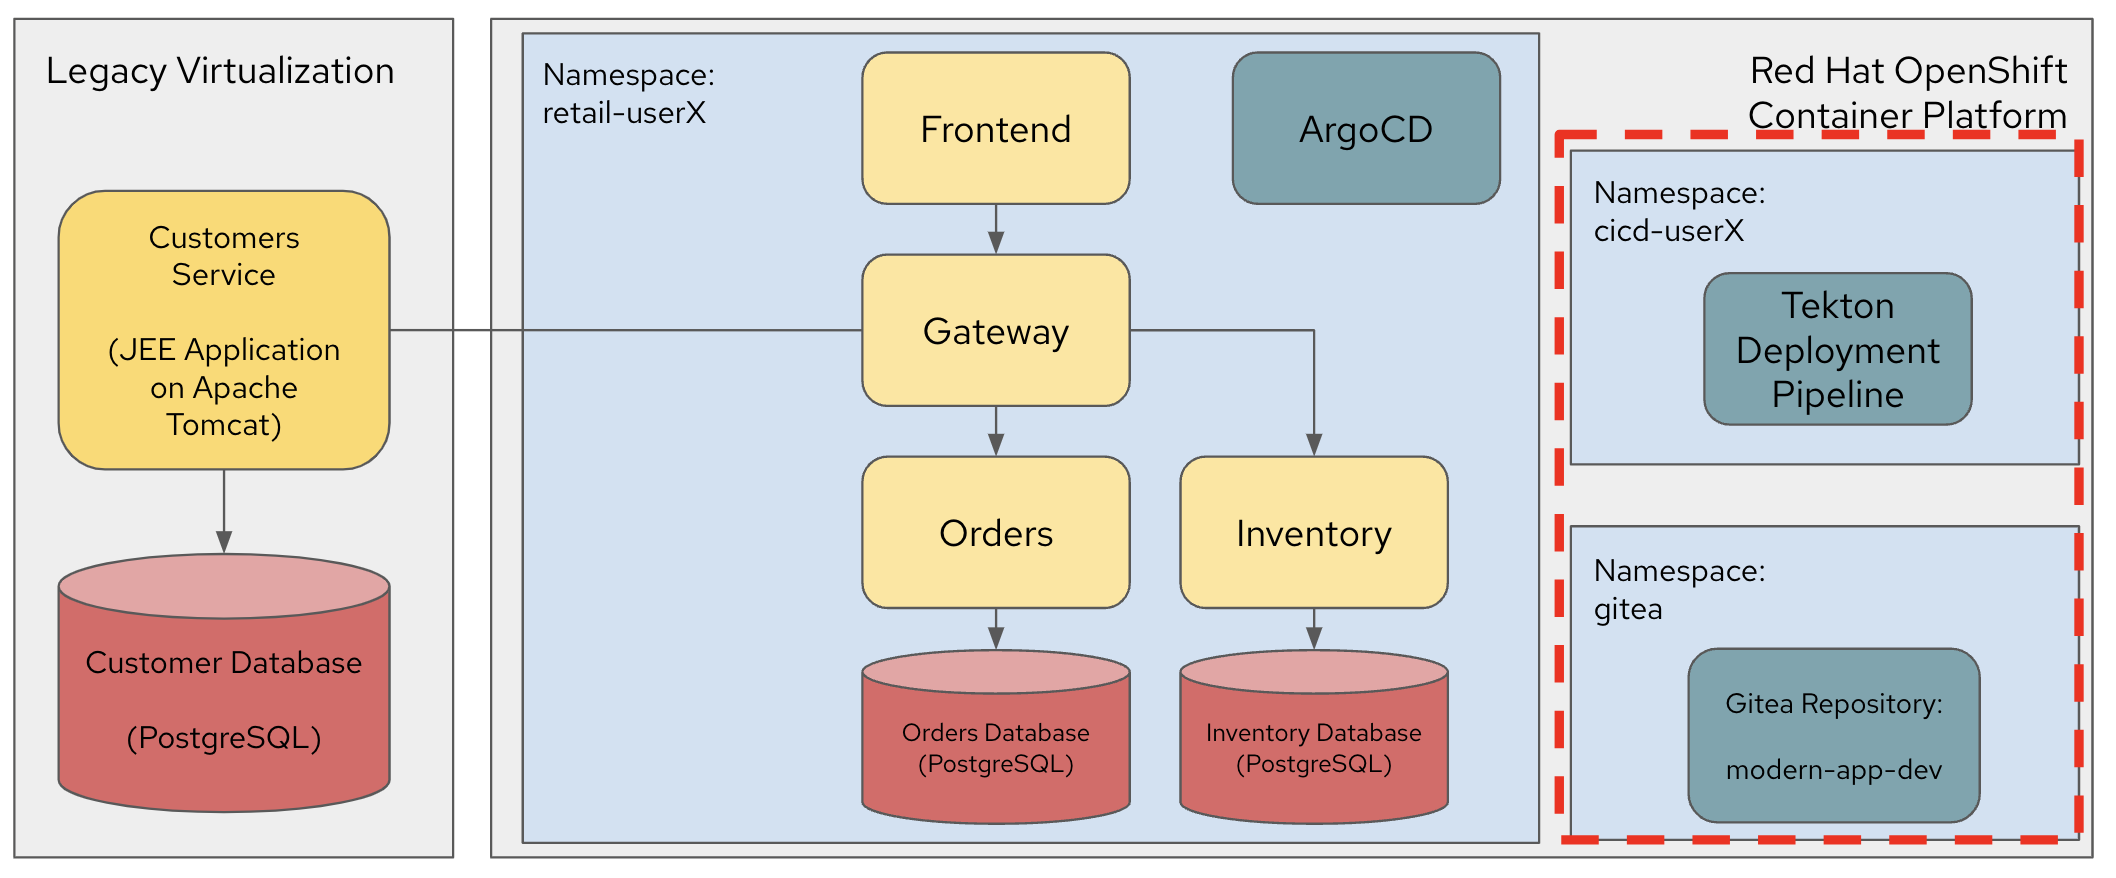 Legacy Virtualization
Customers
Service
(JEE Application
on Apache
Tomcat)
Customer Database
(PostgreSQL)
Namespace:
retail-userX
Frontend
ArgoCD
Gateway
Orders
Inventory
Orders Database
(PostgreSQL)
Inventory Database
(PostgreSQL)
Red Hat OpenShift
Container Platform
Namespace:
cicd-userX
Tekton
Deployment
Pipeline
Namespace:
gitea
Gitea Repository:
modern-app-dev